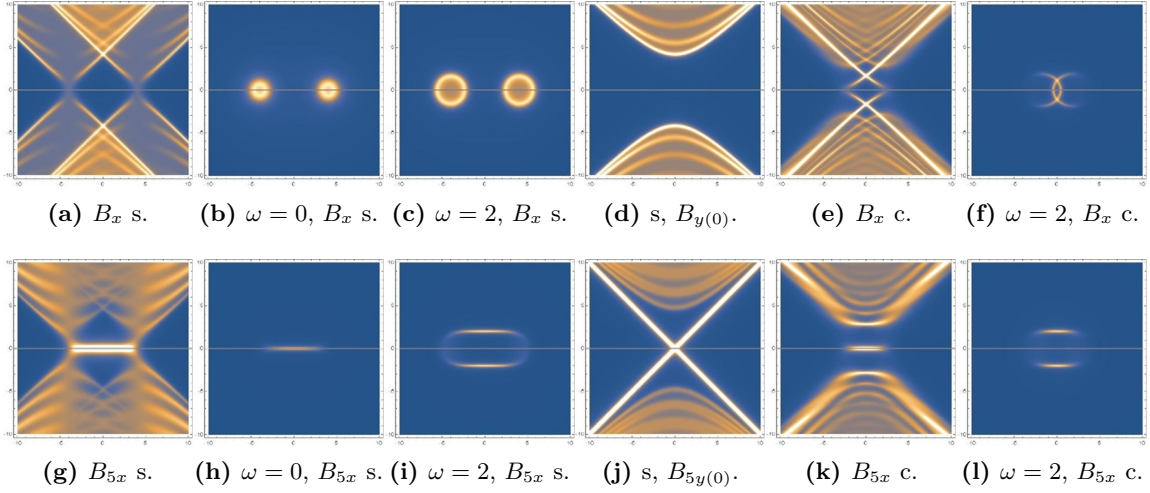 (a) $B_x$ s. (b) $\omega = 0$, $B_x$ s. (c) $\omega = 2$, $B_x$ s. (d) s, $B_{y(0)}$. (e) $B_x$ c. (f) $\omega = 2$, $B_x$ c.
(g) $B_{5x}$ s. (h) $\omega = 0$, $B_{5x}$ s. (i) $\omega = 2$, $B_{5x}$ s. (j) s, $B_{5y(0)}$. (k) $B_{5x}$ c. (l) $\omega = 2$, $B_{5x}$ c.